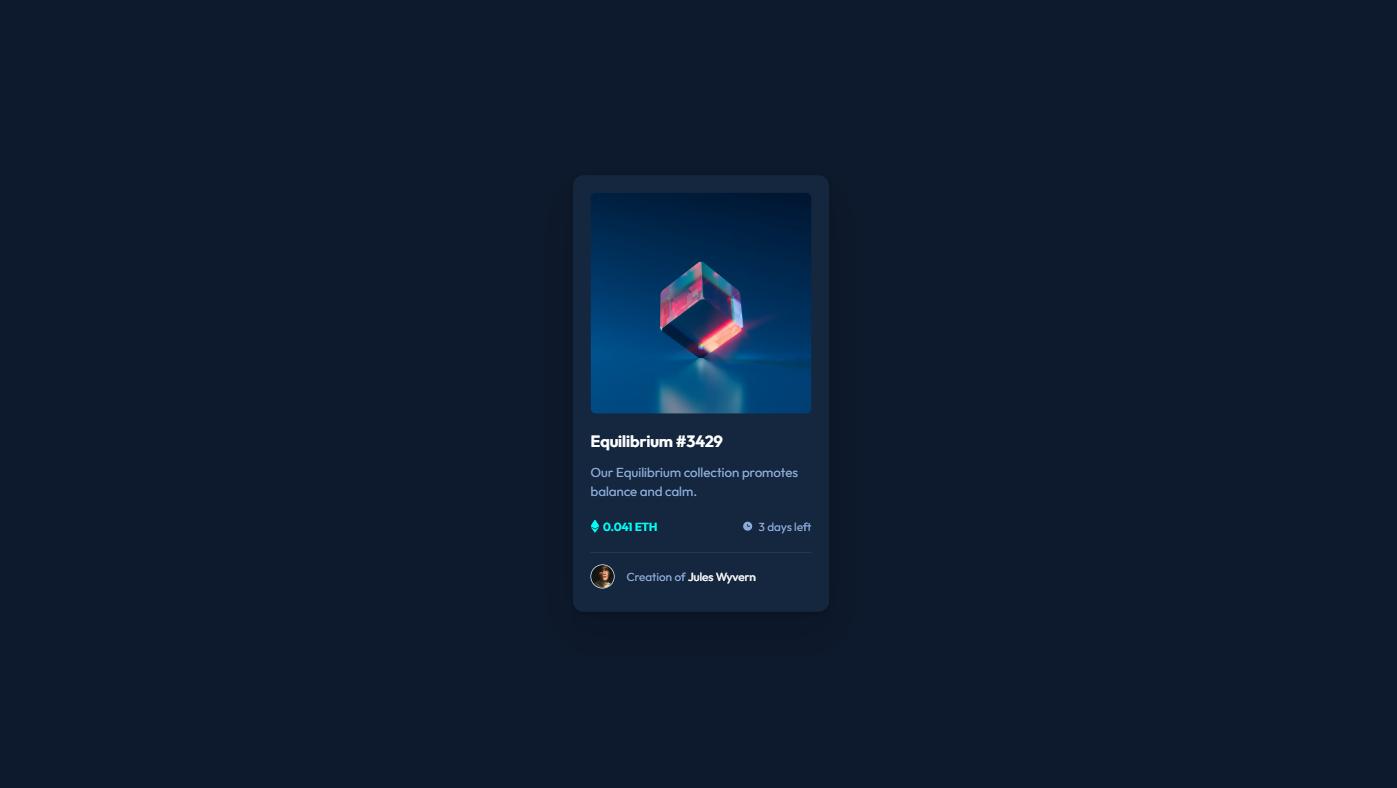 Equilibrium #3429
Our Equilibrium collection promotes
balance and calm.
0.041 ETH
3 days left
Creation of Jules Wyvern